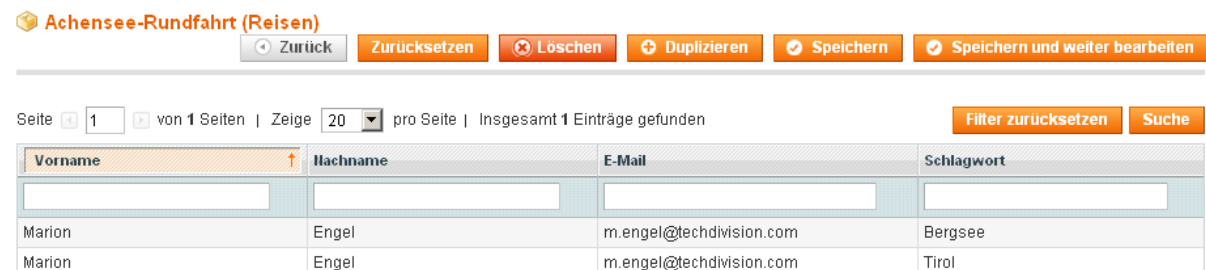 Achensee-Rundfahrt (Reisen)
Zurück Zurücksetzen Löschen Duplizieren Speichern Speichern und weiter bearbeiten
Seite 1 von 1 Seiten | Zeige 20 pro Seite | Insgesamt 1 Einträge gefunden Filter zurücksetzen Suche
Vorname Nachname E-Mail Schlagwort
Marion Engel m.engel@techdivision.com Bergsee
Marion Engel m.engel@techdivision.com Tirol